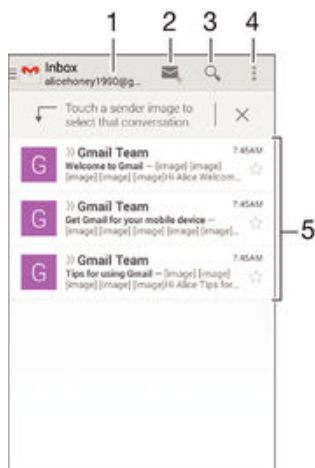 1 2 3 4
Inbox
alicehoney1990@g..
Touch a sender image to
select that conversation.
G
Gmail Team
7:45AM
Welcome to Gmail – [image] [image]
[image] [image] [image]Hi Alice Welcom...
5
G
Gmail Team
7:45AM
Get Gmail for your mobile device –
[image] [image] [image] [image] [image]...
G
Gmail Team
7:45AM
Tips for using Gmail – [image] [image]
[image] [image] [image]Hi Alice Tips for...